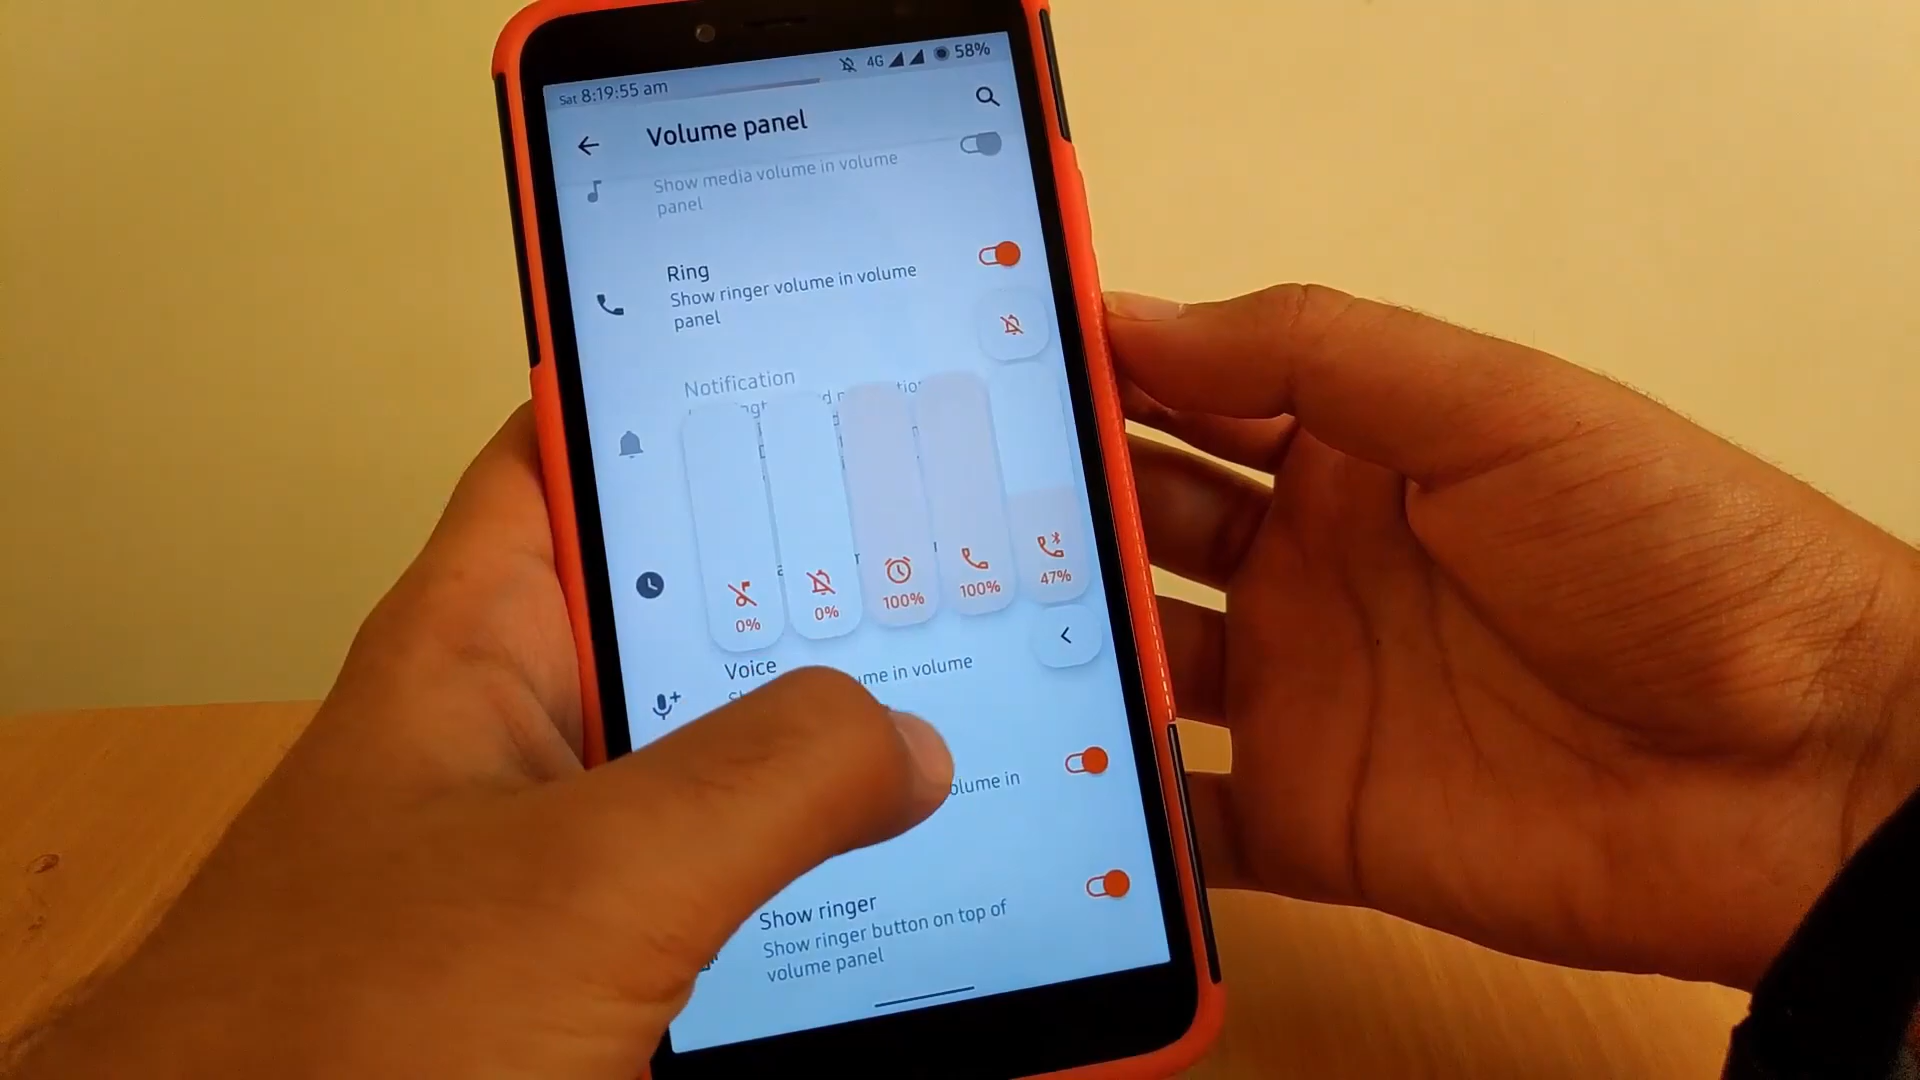 Sat 8:19:55 am
4G 58%
Volume panel
Show media volume in volume
panel
Ring
Show ringer volume in volume
panel
Notification
0%
0%
100%
100%
47%
Voice
in volume
in
Show ringer
Show ringer button on top of
volume panel